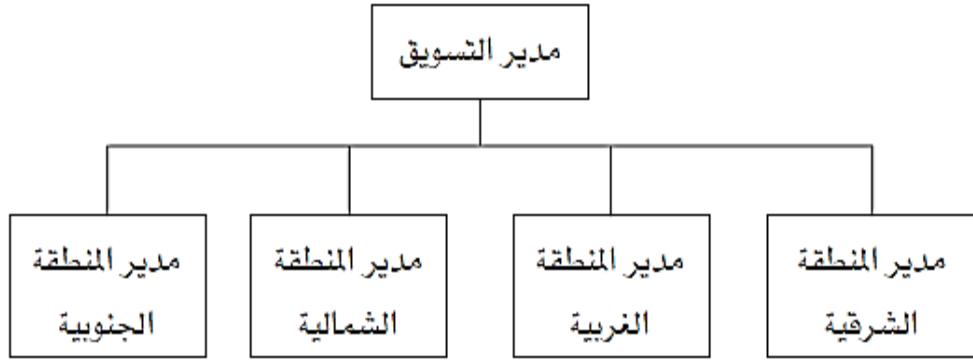 مدير التسويق
مدير المنطقة
الشرقية
مدير المنطقة
الغربية
مدير المنطقة
الشمالية
مدير المنطقة
الجنوبية